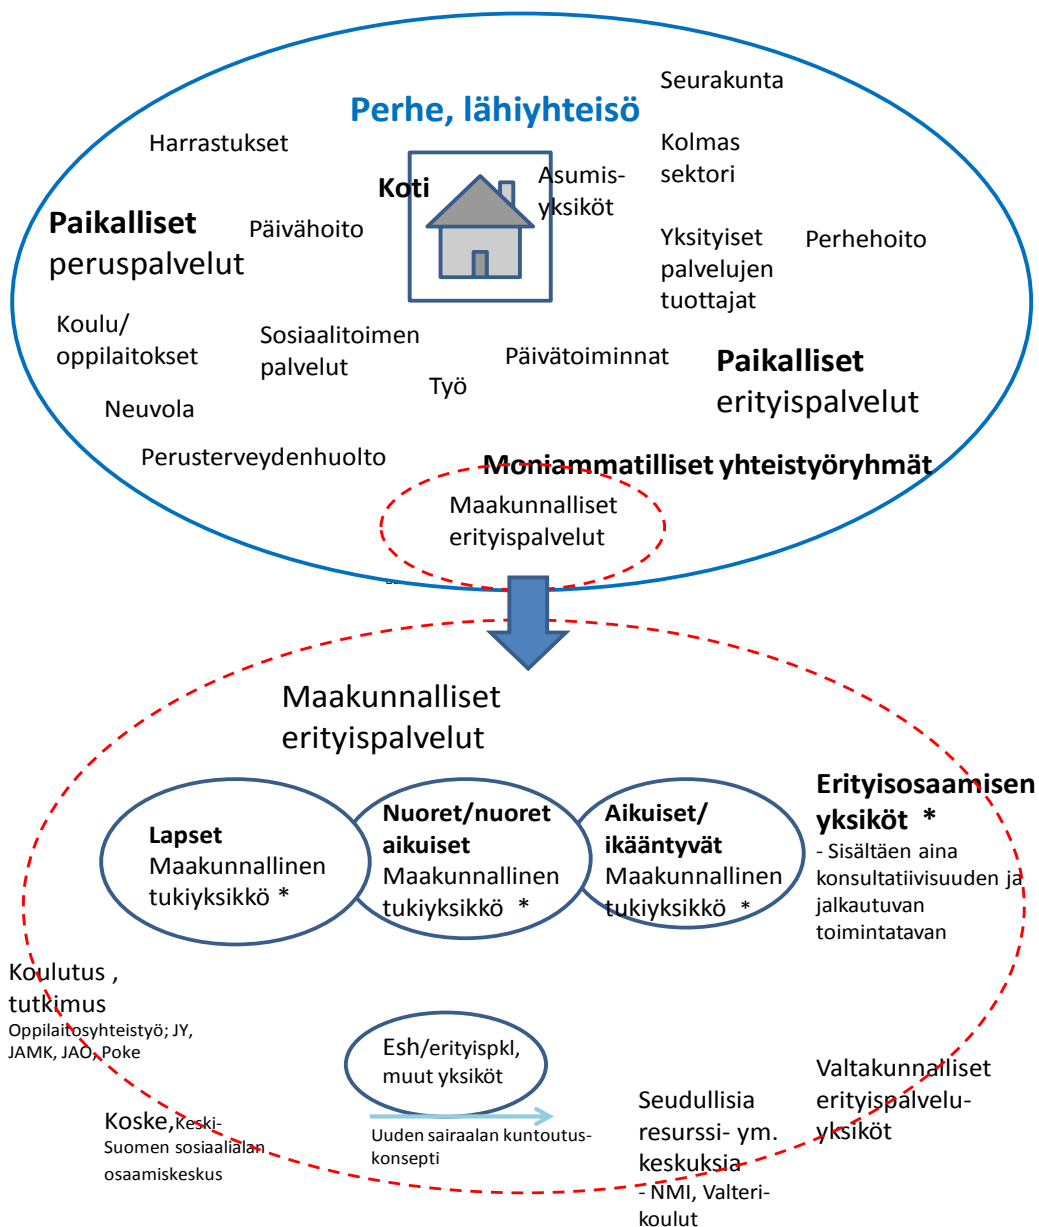 Seurakunta
Perhe, lähiyhteisö
Harrastukset
Kolmas
sektori
Koti
Asumis-
yksiköt
Paikalliset
peruspalvelut
Päivähoito
Yksityiset
palvelujen
tuottajat
Perhehoito
Koulu/
oppilaitokset
Sosiaalitoimen
palvelut
Työ
Päivätoiminnat
Paikalliset
erityispalvelut
Neuvola
Perusterveydenhuolto
Moniammatilliset yhteistyöryhmät
Maakunnalliset
erityispalvelut
Maakunnalliset
erityispalvelut
Lapset
Maakunnallinen
tukiyksikkö *
Nuoret/nuoret
aikuiset
Maakunnallinen
tukiyksikkö *
Aikuiset/
ikääntyvät
Maakunnallinen
tukiyksikkö *
Erityisosaamisen
yksiköt *
- Sisältäen aina
konsultatiivisuuden ja
jalkautuvan
toimintatavan
Koulutus ,
tutkimus
Oppilaitosyhteistyö; JY,
JAMK, JAO, Poke
Esh/erityispkl,
muut yksiköt
Uuden sairaalan kuntoutus-
konsepti
Koske,Keski-
Suomen sosiaalialan
osaamiskeskus
Seudullisia
resurssi- ym.
keskuksia
- NMI, Valteri-
koulut
Valtakunnalliset
erityispalvelu-
yksiköt